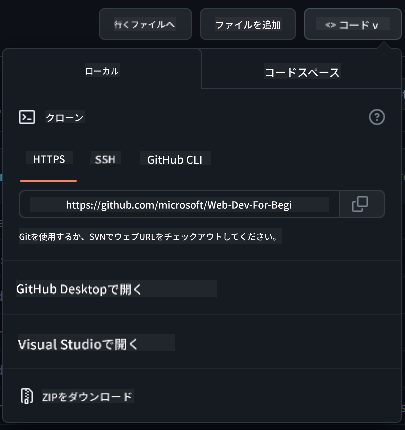 行くファイルへ
ファイルを追加
<> コード v
ローカル
コードスペース
クローン
?
HTTPS
SSH
GitHub CLI
https://github.com/microsoft/Web-Dev-For-Begi
Gitを使用するか、SVNでウェブURLをチェックアウトしてください。
GitHub Desktopで開く
Visual Studioで開く
ZIPをダウンロード